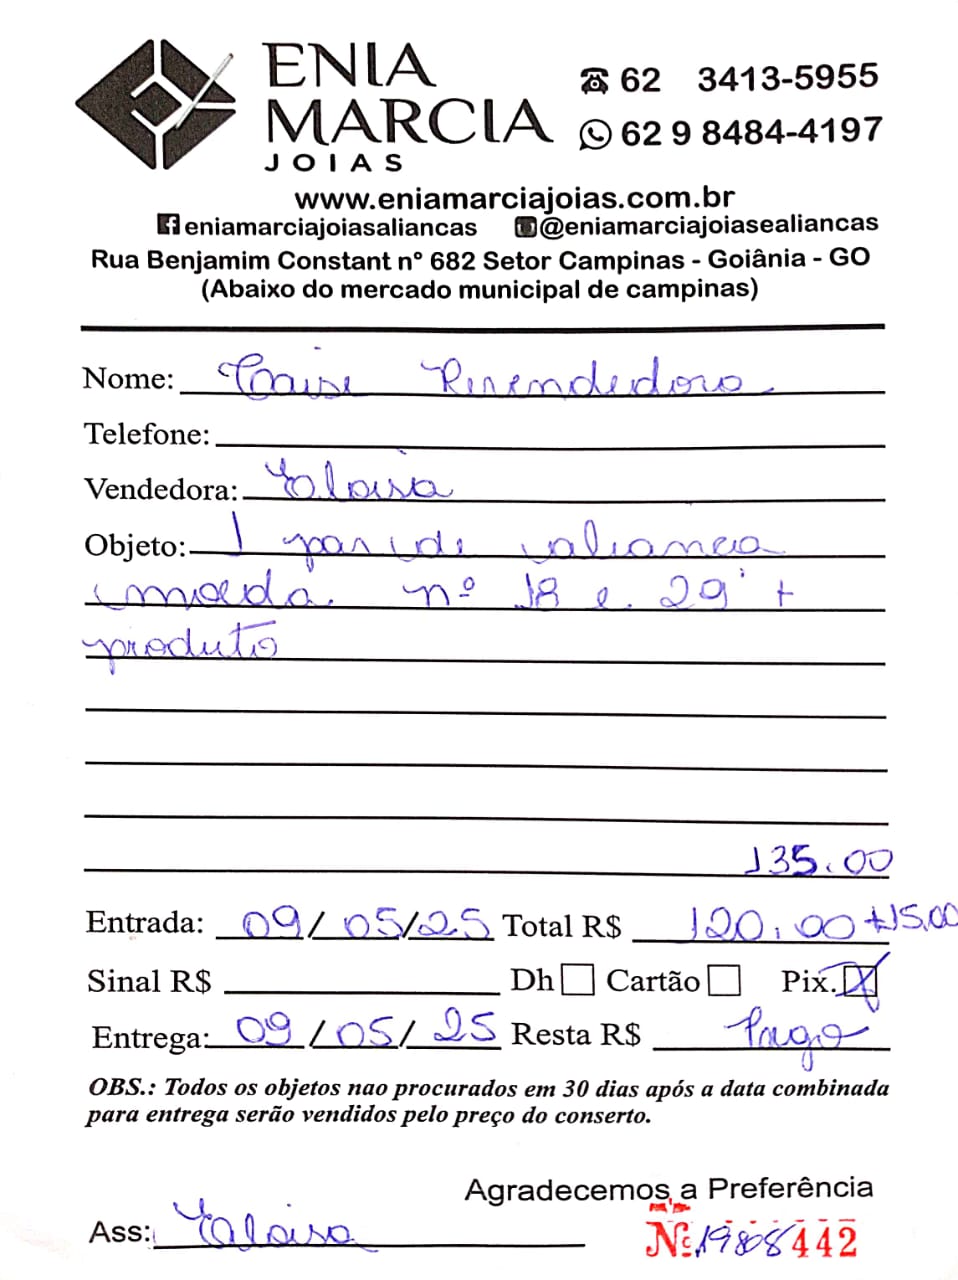 ENIA
MARCIA
JOIAS
62 3413-5955
62 9 8484-4197
www.eniamarciajoias.com.br
eniamarciajoiasaliancas @eniamarciajoiasealiancas
Rua Benjamim Constant n° 682 Setor Campinas - Goiânia - GO
(Abaixo do mercado municipal de campinas)
Nome: Taise Revendedora
Telefone:
Vendedora: Eloisa
Objeto: 1 par de aliança
moeda. nº 18 e 29 +
produto
135.00
Entrada: 09/05/25 Total R$ 120.00 +15.00
Sinal R$ Dh Cartão Pix. X
Entrega: 09/05/25 Resta R$ Pago
OBS.: Todos os objetos nao procurados em 30 dias após a data combinada
para entrega serão vendidos pelo preço do conserto.
Agradecemos a Preferência
Ass: Eloisa
Nº 19808 442